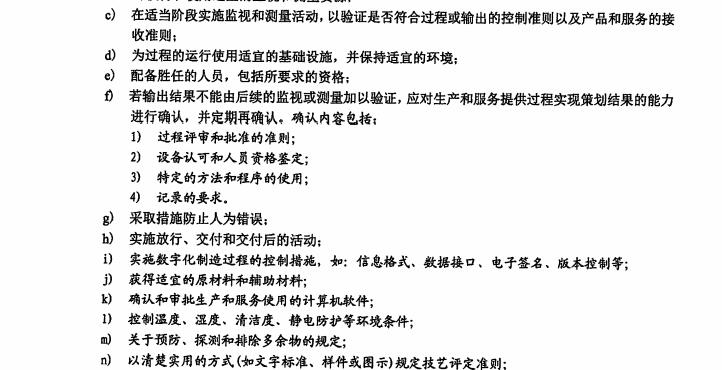 c) 在适当阶段实施监视和测量活动，以验证是否符合过程或输出的控制准则以及产品和服务的接
收准则；
d) 为过程的运行使用适宜的基础设施，并保持适宜的环境；
e) 配备胜任的人员，包括所要求的资格；
f) 若输出结果不能由后续的监视或测量加以验证，应对生产和服务提供过程实现策划结果的能力
进行确认，并定期再确认。确认内容包括：
1) 过程评审和批准的准则；
2) 设备认可和人员资格鉴定；
3) 特定的方法和程序的使用；
4) 记录的要求。
g) 采取措施防止人为错误；
h) 实施放行、交付和交付后的活动；
i) 实施数字化制造过程的控制措施，如：信息格式、数据接口、电子签名、版本控制等；
j) 获得适宜的原材料和辅助材料；
k) 确认和审批生产和服务使用的计算机软件；
l) 控制温度、湿度、清洁度、静电防护等环境条件；
m) 关于预防、探测和排除多余物的规定；
n) 以清楚实用的方式(如文字标准、样件或图示)规定技艺评定准则；